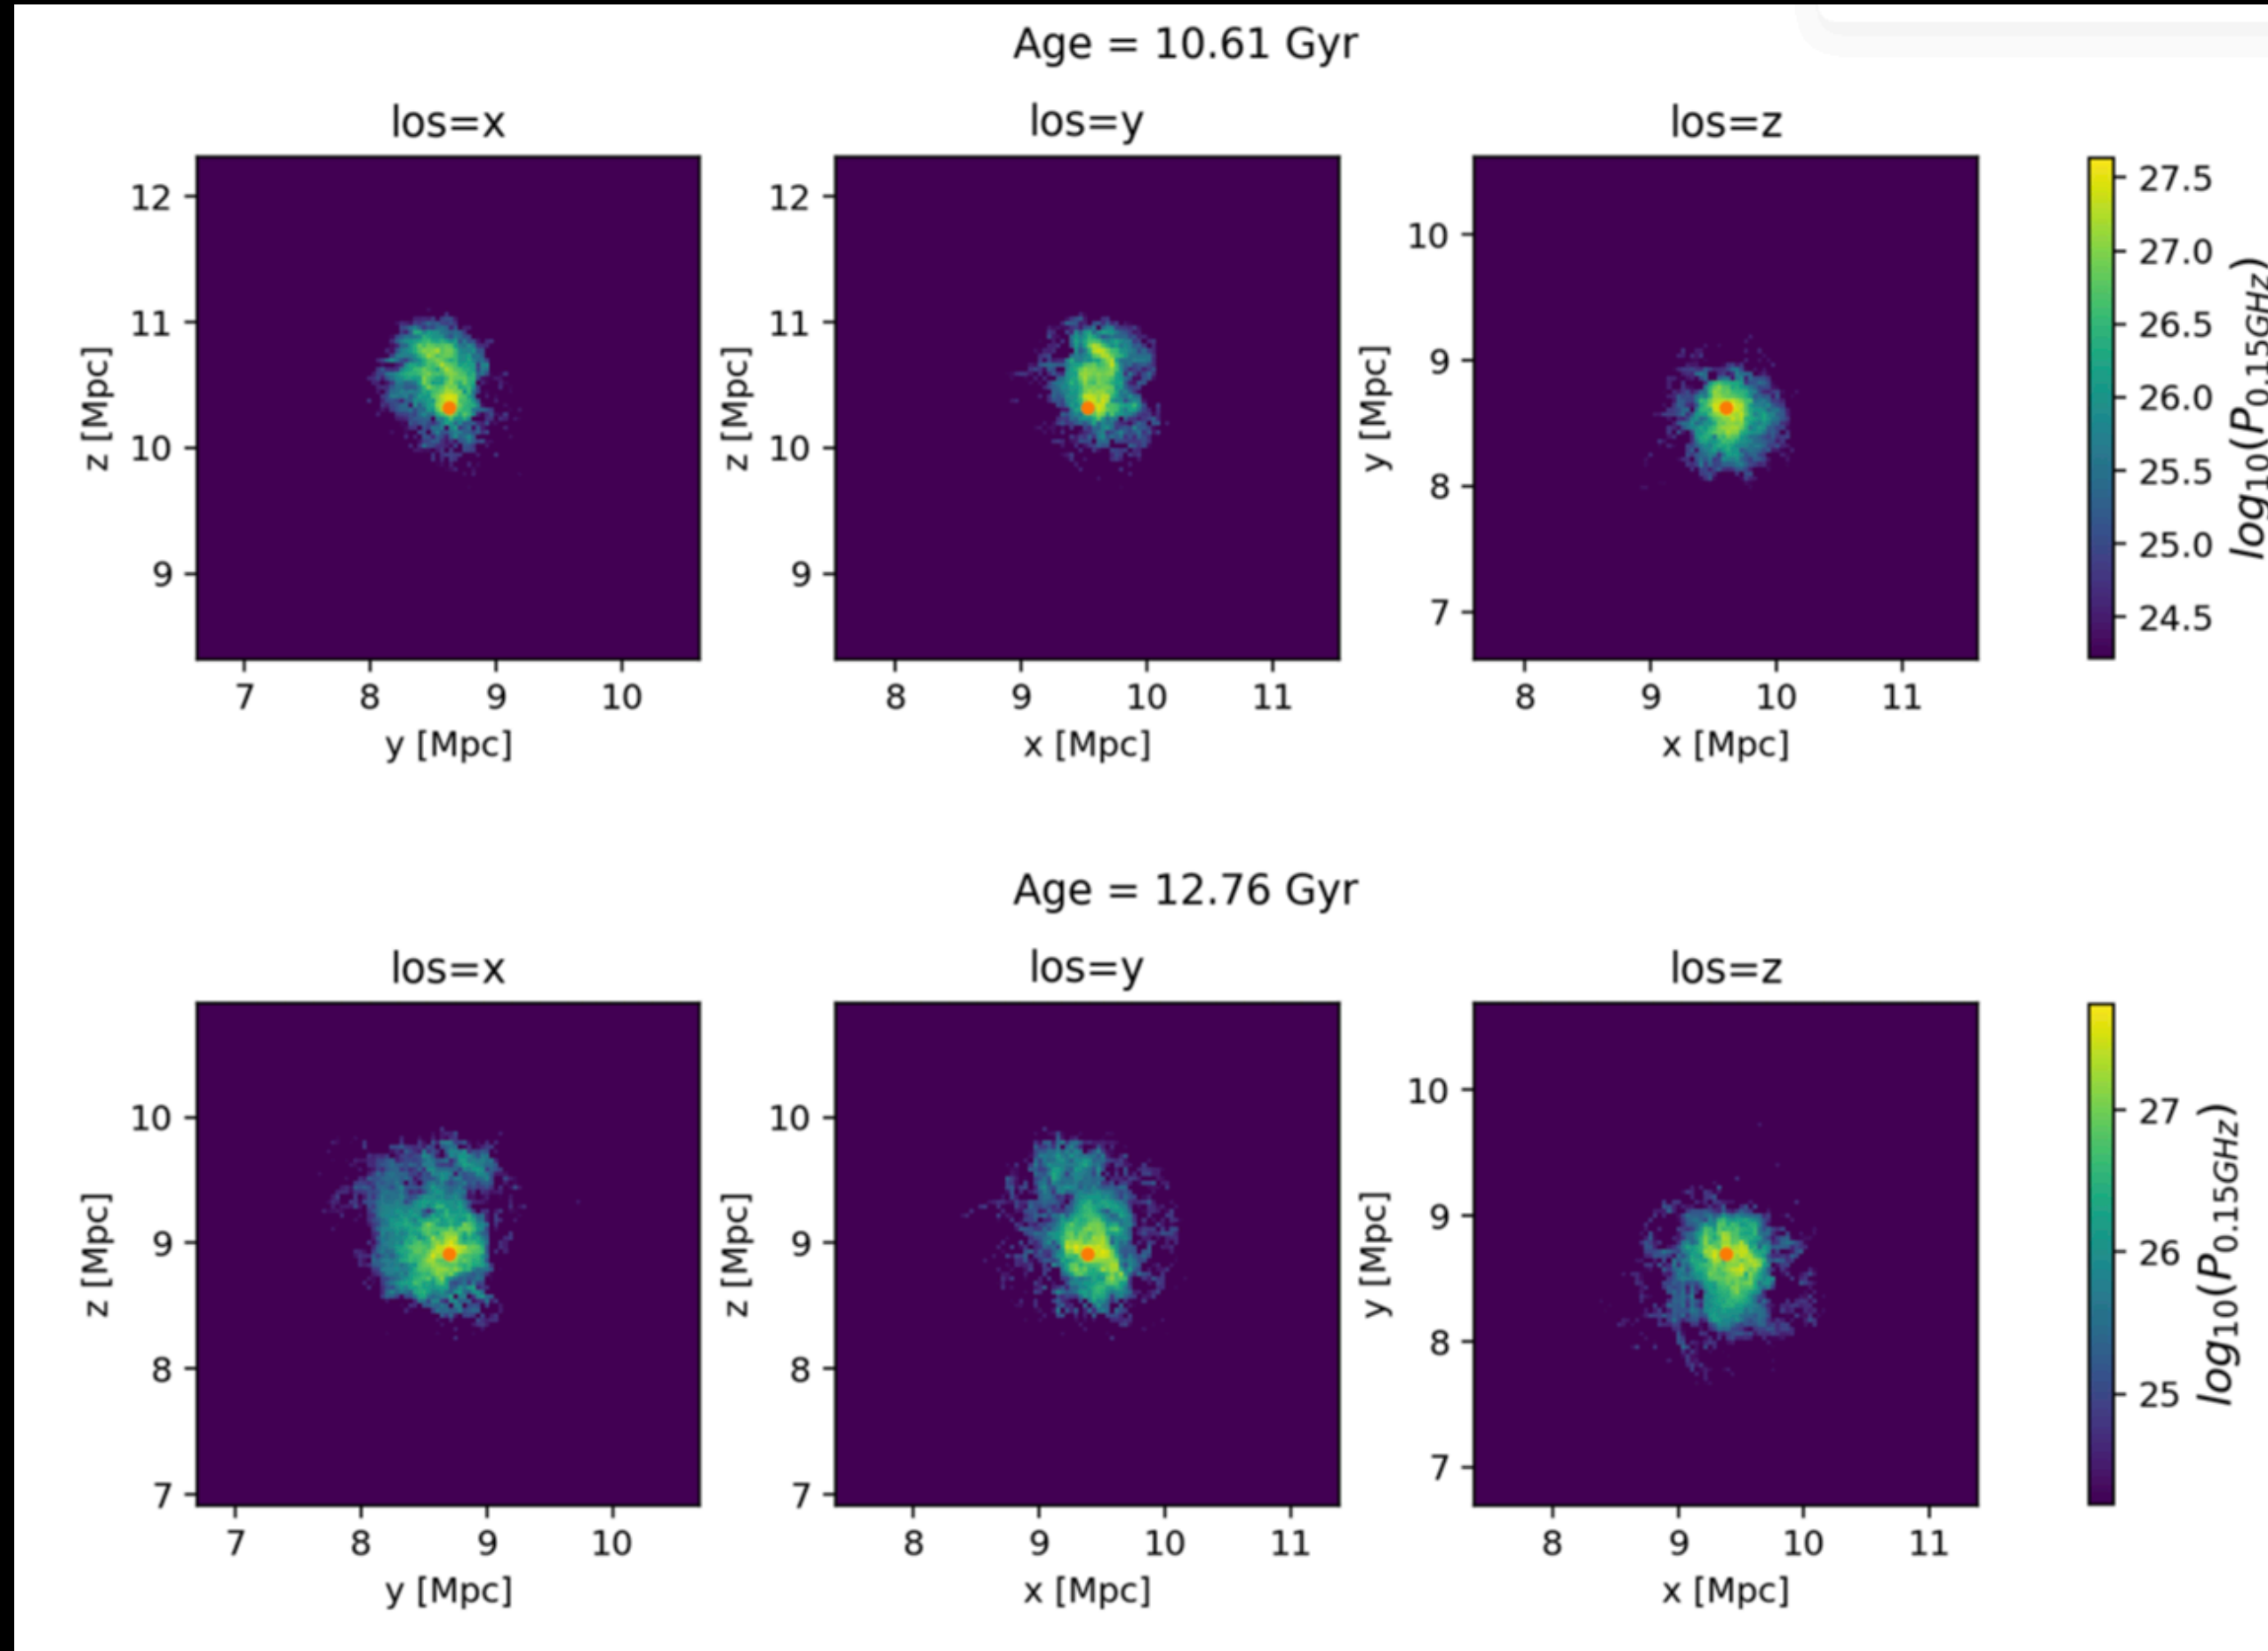 Age = 10.61 Gyr
los=x
los=y
los=z
12
11
10
9
z [Mpc]
7
8
9
10
y [Mpc]
12
11
10
9
z [Mpc]
8
9
10
11
x [Mpc]
10
9
8
7
y [Mpc]
8
9
10
11
x [Mpc]
27.5
27.0
26.5
26.0
25.5
25.0
24.5
log10(P0.15GHz)
Age = 12.76 Gyr
los=x
los=y
los=z
10
9
8
7
z [Mpc]
7
8
9
10
y [Mpc]
10
9
8
7
z [Mpc]
8
9
10
11
x [Mpc]
10
9
8
7
y [Mpc]
8
9
10
11
x [Mpc]
27
26
25
log10(P0.15GHz)